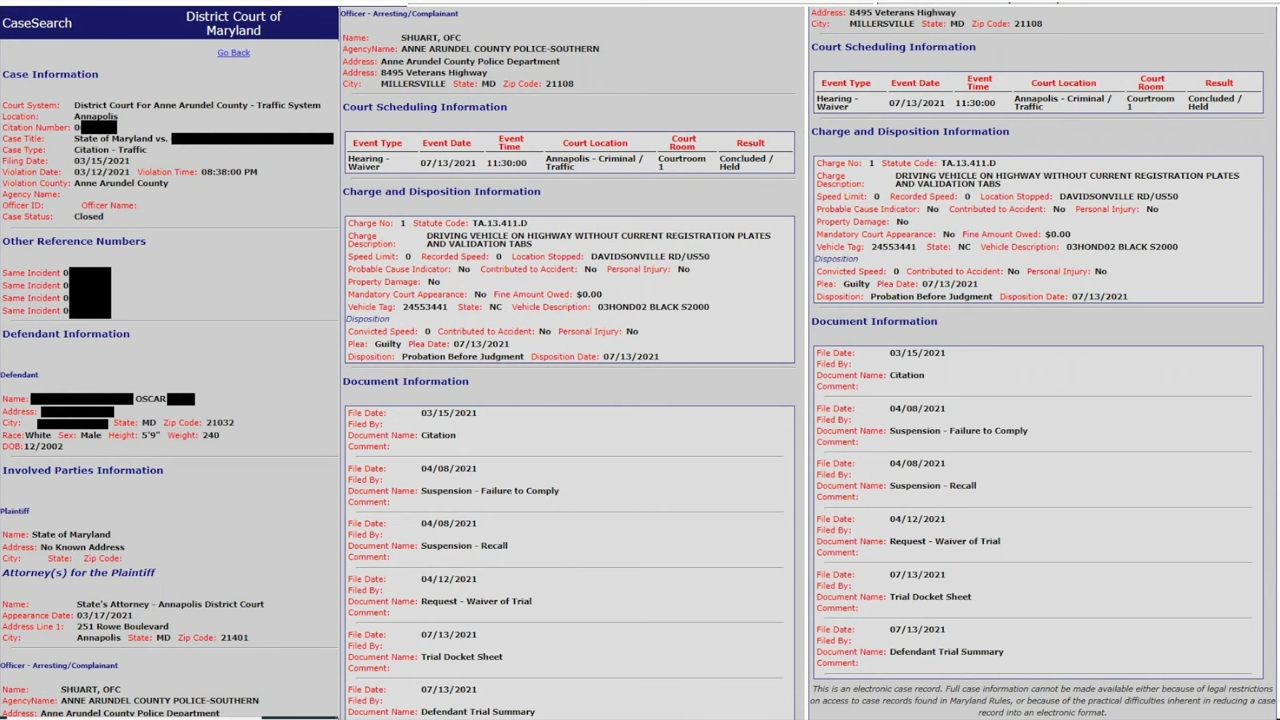 CaseSearch
District Court of
Maryland
Go Back
Case Information
Court System: District Court For Anne Arundel County - Traffic System
Location: Annapolis
Citation Number: 0
Case Title: State of Maryland vs.
Case Type: Citation - Traffic
Filing Date: 03/15/2021
Violation Date: 03/12/2021 Violation Time: 08:38:00 PM
Violation County: Anne Arundel County
Agency Name:
Officer ID: Officer Name:
Case Status: Closed
Other Reference Numbers
Same Incident 0
Same Incident 0
Same Incident 0
Same Incident 0
Defendant Information
Defendant
Name: OSCAR
Address:
City: State: MD Zip Code: 21032
Race:White Sex: Male Height: 5'9" Weight: 240
DOB:12/2002
Involved Parties Information
Plaintiff
Name: State of Maryland
Address: No Known Address
City: State: Zip Code:
Attorney(s) for the Plaintiff
Name: State's Attorney - Annapolis District Court
Appearance Date: 03/17/2021
Address Line 1: 251 Rowe Boulevard
City: Annapolis State: MD Zip Code: 21401
Officer - Arresting/Complainant
Name: SHUART, OFC
AgencyName: ANNE ARUNDEL COUNTY POLICE-SOUTHERN
Address: Anne Arundel County Police Department
Officer - Arresting/Complainant
Name: SHUART, OFC
AgencyName: ANNE ARUNDEL COUNTY POLICE-SOUTHERN
Address: Anne Arundel County Police Department
Address: 8495 Veterans Highway
City: MILLERSVILLE State: MD Zip Code: 21108
Court Scheduling Information
Event Type Event Date Event Time Court Location Court Room Result
Hearing - Waiver 07/13/2021 11:30:00 Annapolis - Criminal / Traffic Courtroom 1 Concluded / Held
Charge and Disposition Information
Charge No: 1 Statute Code: TA.13.411.D
Charge Description: DRIVING VEHICLE ON HIGHWAY WITHOUT CURRENT REGISTRATION PLATES
AND VALIDATION TABS
Speed Limit: 0 Recorded Speed: 0 Location Stopped: DAVIDSONVILLE RD/US50
Probable Cause Indicator: No Contributed to Accident: No Personal Injury: No
Property Damage: No
Mandatory Court Appearance: No Fine Amount Owed: $0.00
Vehicle Tag: 24553441 State: NC Vehicle Description: 03HOND02 BLACK S2000
Disposition
Convicted Speed: 0 Contributed to Accident: No Personal Injury: No
Plea: Guilty Plea Date: 07/13/2021
Disposition: Probation Before Judgment Disposition Date: 07/13/2021
Document Information
File Date: 03/15/2021
Filed By:
Document Name: Citation
Comment:
File Date: 04/08/2021
Filed By:
Document Name: Suspension - Failure to Comply
Comment:
File Date: 04/08/2021
Filed By:
Document Name: Suspension - Recall
Comment:
File Date: 04/12/2021
Filed By:
Document Name: Request - Waiver of Trial
Comment:
File Date: 07/13/2021
Filed By:
Document Name: Trial Docket Sheet
Comment:
File Date: 07/13/2021
Filed By:
Document Name: Defendant Trial Summary
Address: 8495 Veterans Highway
City: MILLERSVILLE State: MD Zip Code: 21108
Court Scheduling Information
Event Type Event Date Event Time Court Location Court Room Result
Hearing - Waiver 07/13/2021 11:30:00 Annapolis - Criminal / Traffic Courtroom 1 Concluded / Held
Charge and Disposition Information
Charge No: 1 Statute Code: TA.13.411.D
Charge Description: DRIVING VEHICLE ON HIGHWAY WITHOUT CURRENT REGISTRATION PLATES
AND VALIDATION TABS
Speed Limit: 0 Recorded Speed: 0 Location Stopped: DAVIDSONVILLE RD/US50
Probable Cause Indicator: No Contributed to Accident: No Personal Injury: No
Property Damage: No
Mandatory Court Appearance: No Fine Amount Owed: $0.00
Vehicle Tag: 24553441 State: NC Vehicle Description: 03HOND02 BLACK S2000
Disposition
Convicted Speed: 0 Contributed to Accident: No Personal Injury: No
Plea: Guilty Plea Date: 07/13/2021
Disposition: Probation Before Judgment Disposition Date: 07/13/2021
Document Information
File Date: 03/15/2021
Filed By:
Document Name: Citation
Comment:
File Date: 04/08/2021
Filed By:
Document Name: Suspension - Failure to Comply
Comment:
File Date: 04/08/2021
Filed By:
Document Name: Suspension - Recall
Comment:
File Date: 04/12/2021
Filed By:
Document Name: Request - Waiver of Trial
Comment:
File Date: 07/13/2021
Filed By:
Document Name: Trial Docket Sheet
Comment:
File Date: 07/13/2021
Filed By:
Document Name: Defendant Trial Summary
Comment:
This is an electronic case record. Full case information cannot be made available either because of legal restrictions
on access to case records found in Maryland Rules, or because of the practical difficulties inherent in reducing a case
record into an electronic format.